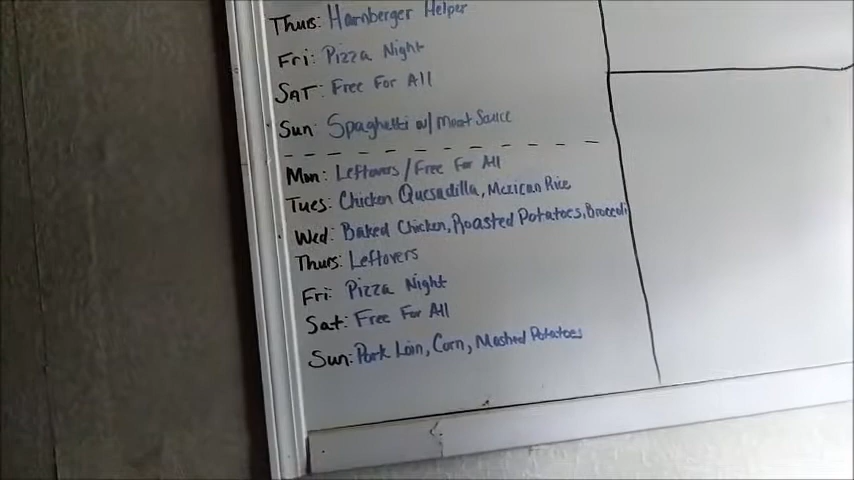 Thurs: Hamberger Helper
Fri: Pizza Night
SAT: Free For All
Sun: Spaghetti w/ Meat Sauce
Mon: Leftovers/Free For All
Tues: Chicken Quesadilla, Mexican Rice
Wed: Baked Chicken, Roasted Potatoes, Broccoli
Thurs: Leftovers
Fri: Pizza Night
Sat: Free For All
Sun: Pork Loin, Corn, Mashed Potatoes